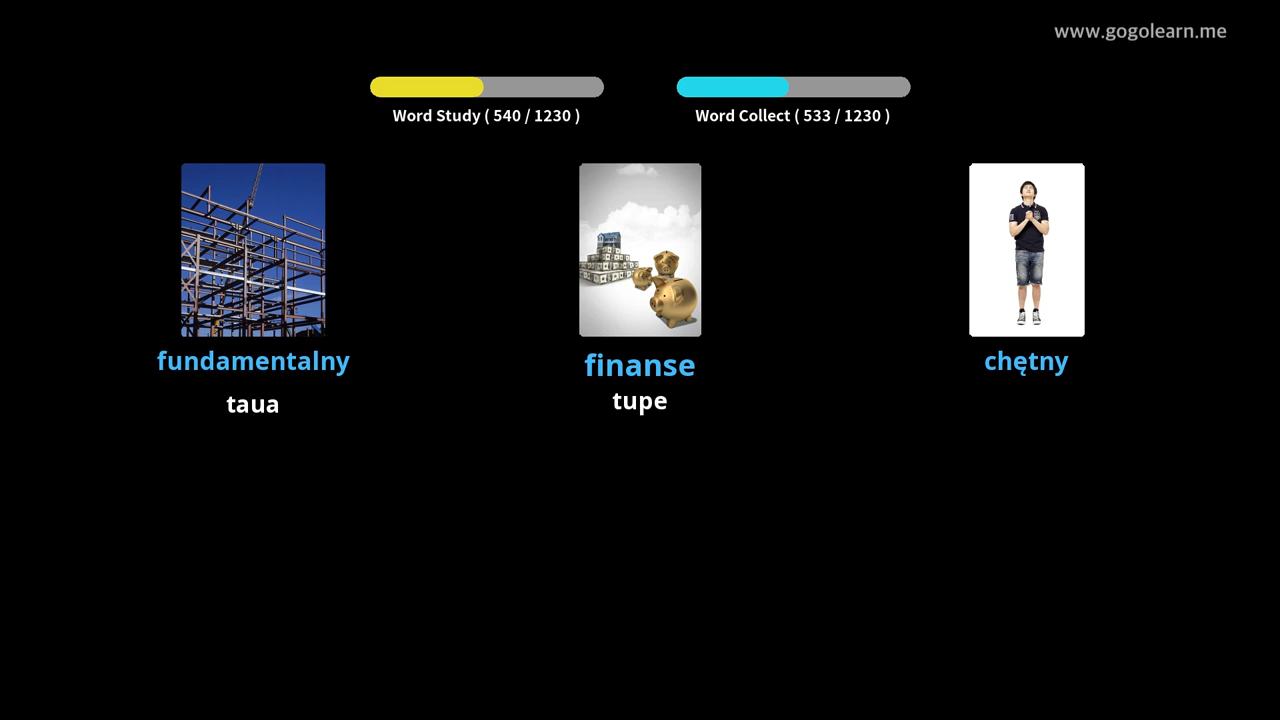 www.gogolearn.me
Word Study ( 540 / 1230 )
Word Collect ( 533 / 1230 )
fundamentalny
taua
finanse
tupe
chętny